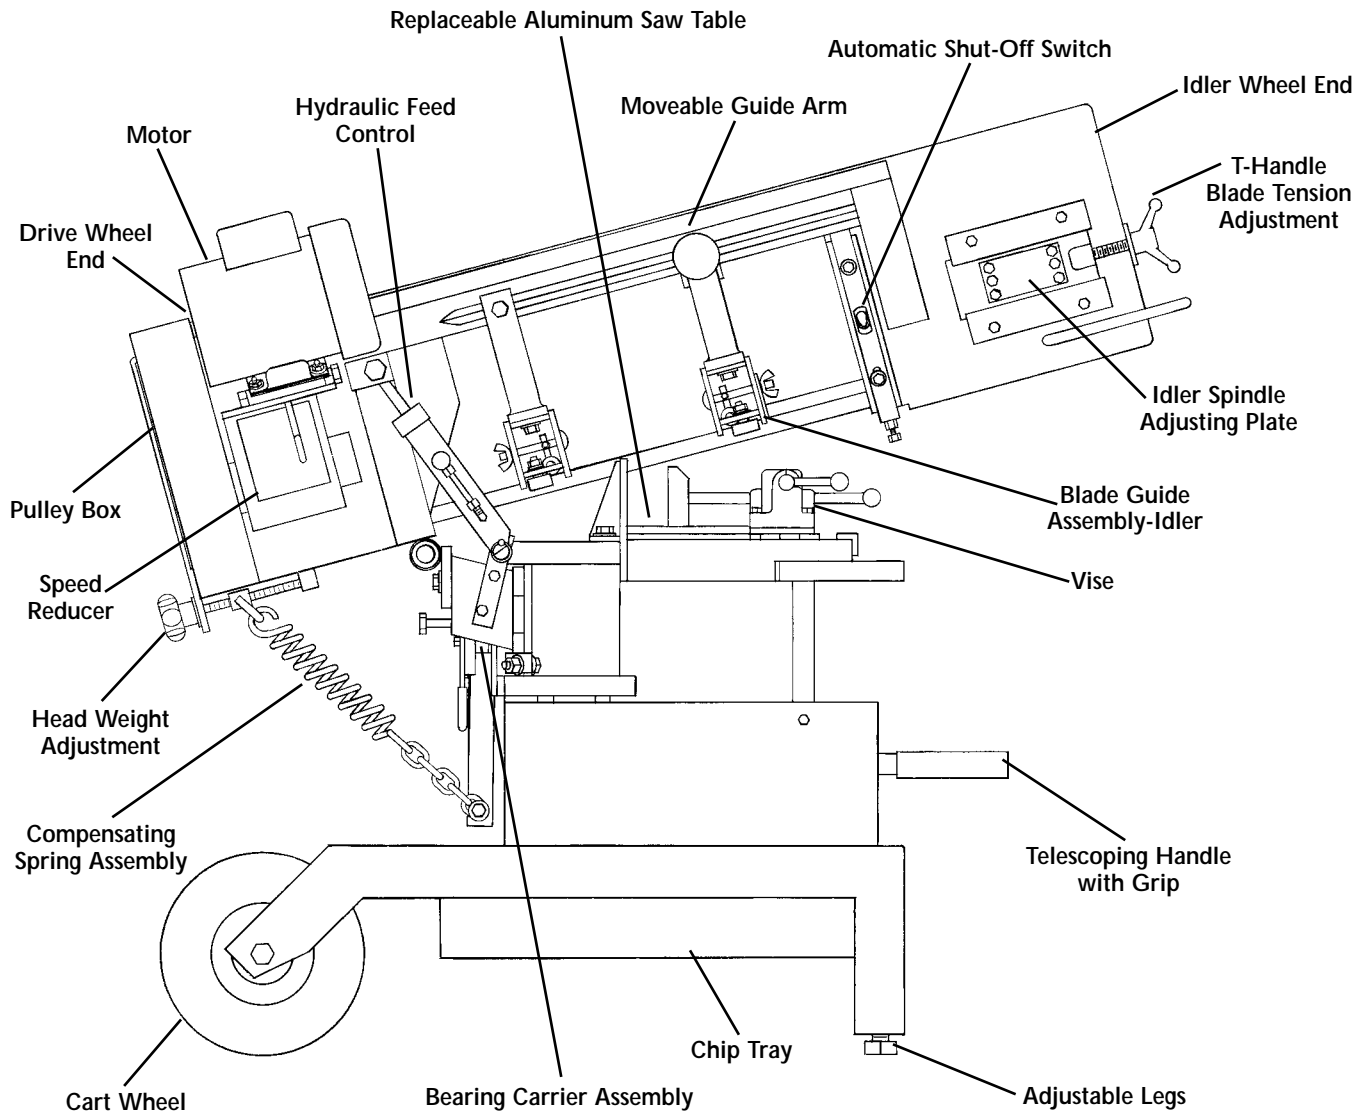 Replaceable Aluminum Saw Table
Automatic Shut-Off Switch
Idler Wheel End
Hydraulic Feed
Control
Moveable Guide Arm
Motor
T-Handle
Blade Tension
Adjustment
Drive Wheel
End
Idler Spindle
Adjusting Plate
Pulley Box
Blade Guide
Assembly-Idler
Speed
Reducer
Vise
Head Weight
Adjustment
Compensating
Spring Assembly
Telescoping Handle
with Grip
Chip Tray
Cart Wheel
Bearing Carrier Assembly
Adjustable Legs